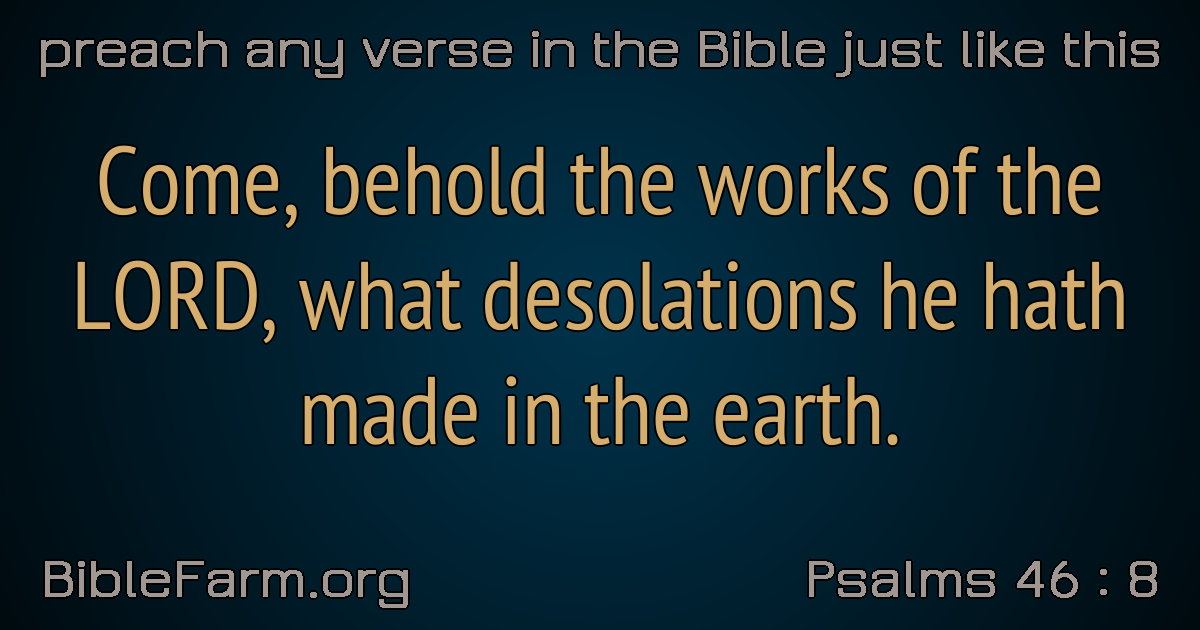 preach any verse in the Bible just like this
Come, behold the works of the
LORD, what desolations he hath
made in the earth.
BibleFarm.org
Psalms 46 : 8